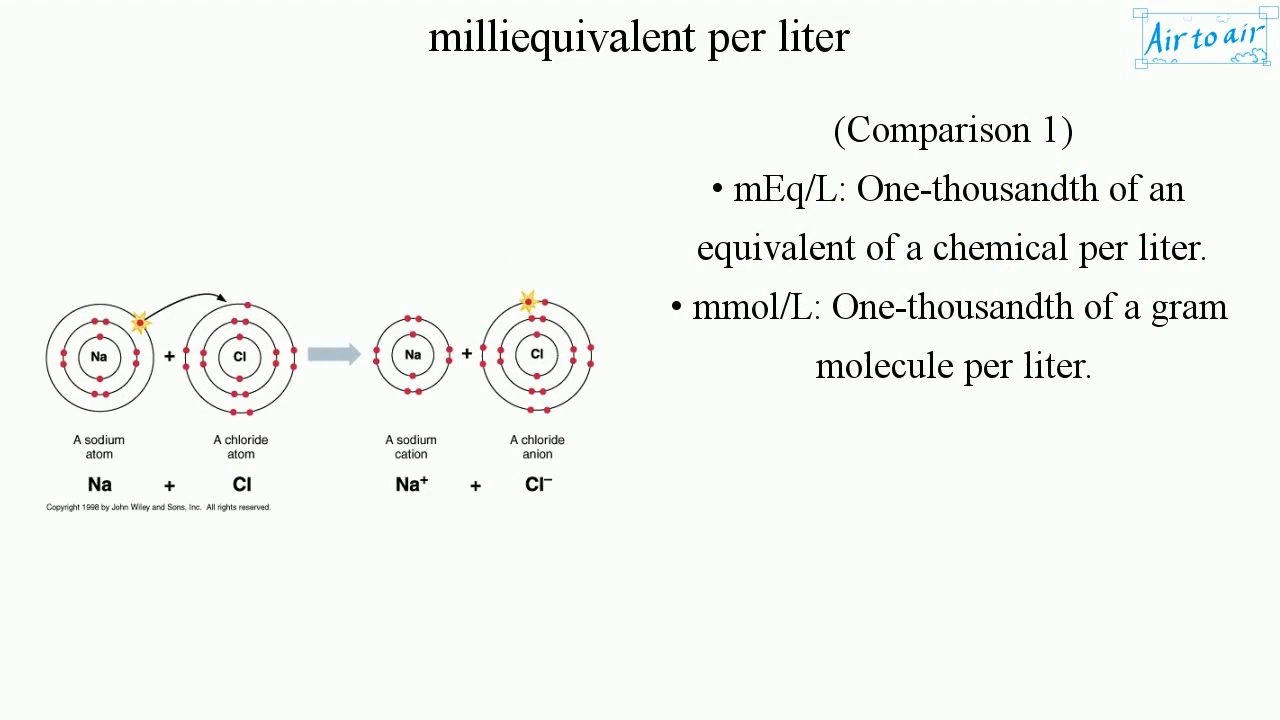 milliequivalent per liter
Air to air
(Comparison 1)
• mEq/L: One-thousandth of an
equivalent of a chemical per liter.
• mmol/L: One-thousandth of a gram
molecule per liter.
Na + Cl Na + Cl
A sodium atom
A chloride atom
A sodium cation
A chloride anion
Na + Cl Na⁺ + Cl⁻
Copyright 1998 by John Wiley and Sons, Inc. All rights reserved.